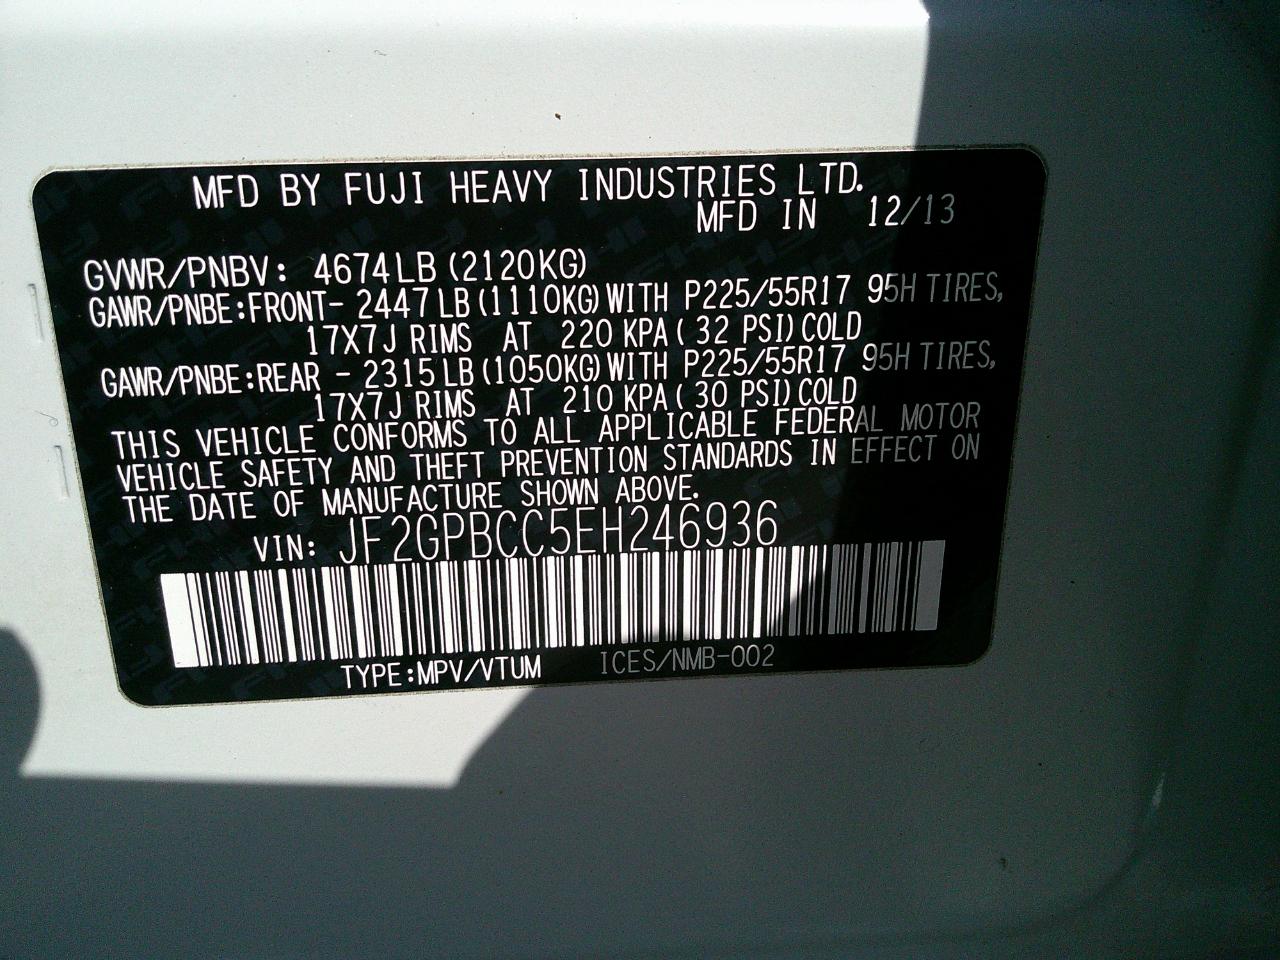 MFD BY FUJI HEAVY INDUSTRIES LTD.
MFD IN 12/13
GVWR/PNBV: 4674LB (2120KG)
GAWR/PNBE:FRONT- 2447LB (1110KG) WITH P225/55R17 95H TIRES,
17X7J RIMS AT 220 KPA ( 32 PSI) COLD
GAWR/PNBE:REAR - 2315LB (1050KG) WITH P225/55R17 95H TIRES,
17X7J RIMS AT 210 KPA ( 30 PSI) COLD
THIS VEHICLE CONFORMS TO ALL APPLICABLE FEDERAL MOTOR
VEHICLE SAFETY AND THEFT PREVENTION STANDARDS IN EFFECT ON
THE DATE OF MANUFACTURE SHOWN ABOVE.
VIN: JF2GPBCC5EH246936
TYPE:MPV/VTUM ICES/NMB-002